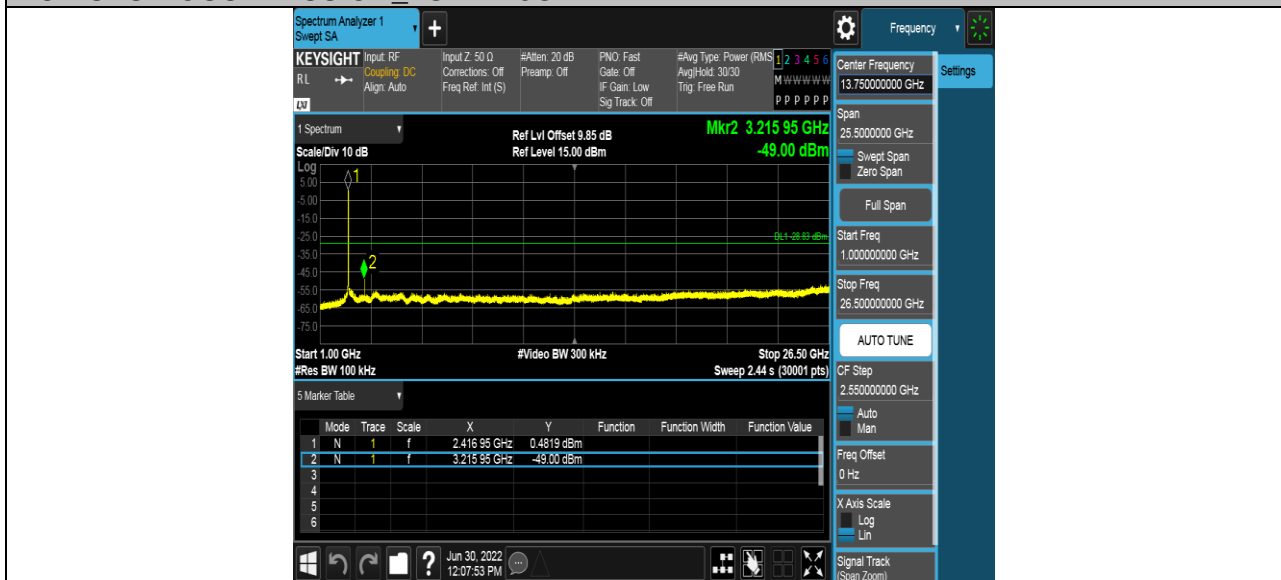 Spectrum Analyzer 1
Swept SA
+
Frequency
KEYSIGHT
RL
LXI
Input: RF
Coupling: DC
Align: Auto
Input Z: 50 Ω
Corrections: Off
Freq Ref: Int (S)
#Atten: 20 dB
Preamp: Off
PNO: Fast
Gate: Off
IF Gain: Low
Sig Track: Off
#Avg Type: Power (RMS
Avg|Hold: 30/30
Trig: Free Run
1 2 3 4 5 6
M W W W W W
P P P P P P
1 Spectrum
Scale/Div 10 dB
Ref Lvl Offset 9.85 dB
Ref Level 15.00 dBm
Mkr2 3.215 95 GHz
-49.00 dBm
Log
5.00
-5.00
-15.0
-25.0
-35.0
-45.0
-55.0
-65.0
-75.0
1
2
DL1 -28.63 dBm
Start 1.00 GHz
#Video BW 300 kHz
Stop 26.50 GHz
#Res BW 100 kHz
Sweep 2.44 s (30001 pts)
5 Marker Table
Mode Trace Scale X Y Function Function Width Function Value
1 N 1 f 2.416 95 GHz 0.4819 dBm
2 N 1 f 3.215 95 GHz -49.00 dBm
3
4
5
6
?
Jun 30, 2022
12:07:53 PM
Center Frequency
13.750000000 GHz
Settings
Span
25.5000000 GHz
Swept Span
Zero Span
Full Span
Start Freq
1.000000000 GHz
Stop Freq
26.500000000 GHz
AUTO TUNE
CF Step
2.550000000 GHz
Auto
Man
Freq Offset
0 Hz
X Axis Scale
Log
Lin
Signal Track
(Span Zoom)